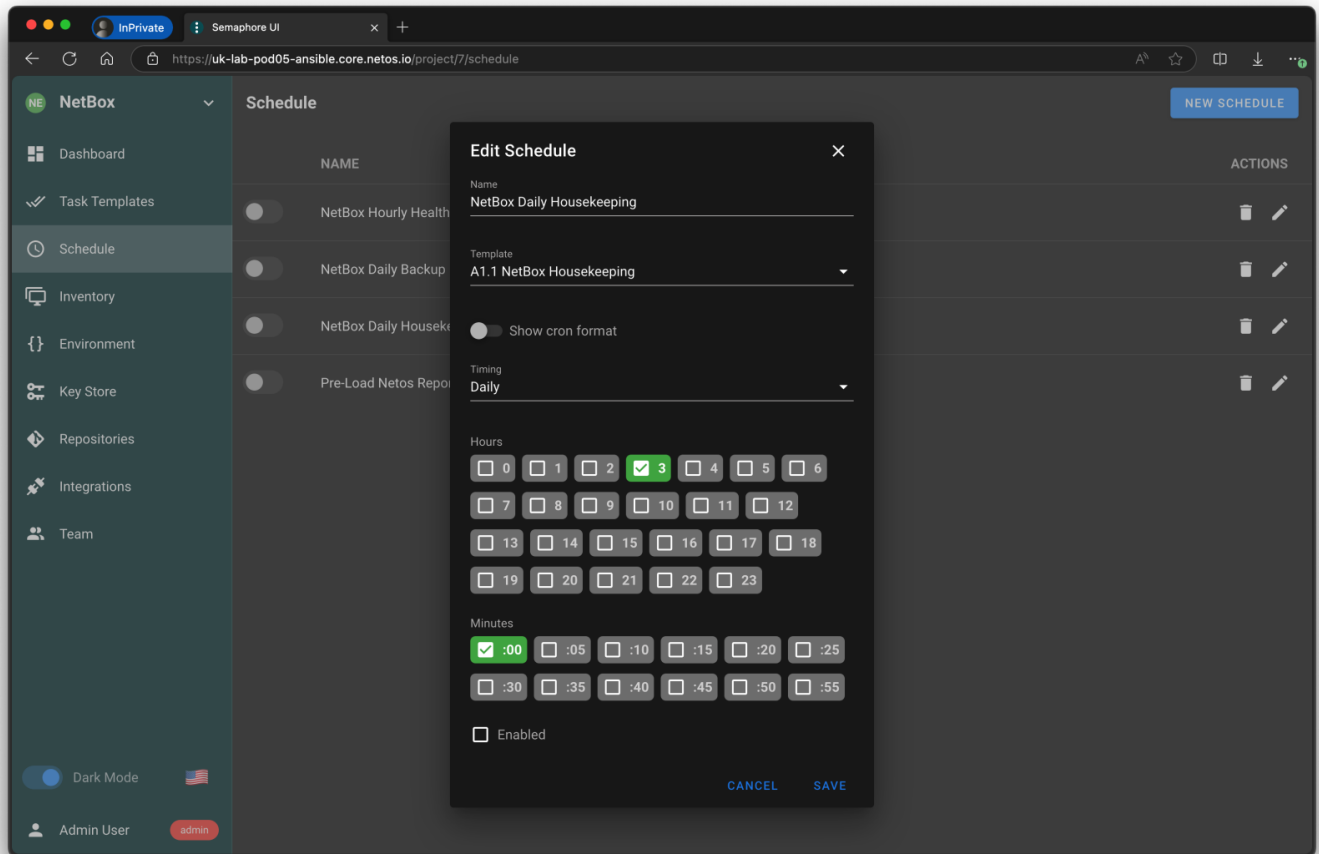 InPrivate
Semaphore UI
https://uk-lab-pod05-ansible.core.netos.io/project/7/schedule
NE
NetBox
Schedule
NEW SCHEDULE
Dashboard
Task Templates
Schedule
Inventory
Environment
Key Store
Repositories
Integrations
Team
Dark Mode
Admin User
admin
NAME
ACTIONS
NetBox Hourly Health
NetBox Daily Backup
NetBox Daily Houseke
Pre-Load Netos Repo
Edit Schedule
Name
NetBox Daily Housekeeping
Template
A1.1 NetBox Housekeeping
Show cron format
Timing
Daily
Hours
0 1 2 3 4 5 6
7 8 9 10 11 12
13 14 15 16 17 18
19 20 21 22 23
Minutes
:00 :05 :10 :15 :20 :25
:30 :35 :40 :45 :50 :55
Enabled
CANCEL SAVE